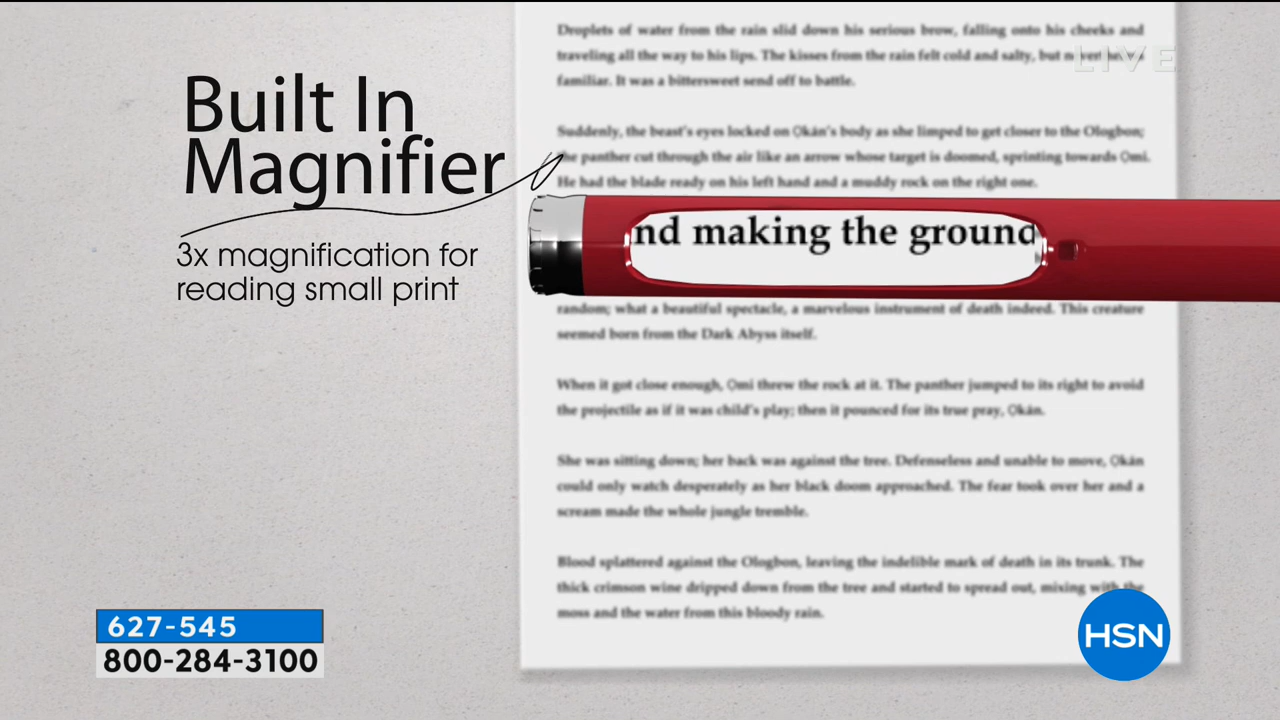 Built In
Magnifier
3x magnification for
reading small print
Droplets of water from the rain slid down his serious brow, falling onto his cheeks and
traveling all the way to his lips. The kisses from the rain felt cold and salty, but
familiar. It was a bittersweet send off to battle.
LIVE
Suddenly, the beast's eyes locked on Ọkán's body as she limped to get closer to the Ologbon;
the panther cut through the air like an arrow whose target is doomed, sprinting towards Ọmi.
He had the blade ready on his left hand and a muddy rock on the right one.
nd making the ground
random; what a beautiful spectacle, a marvelous instrument of death indeed. This creature
seemed born from the Dark Abyss itself.
When it got close enough, Ọmi threw the rock at it. The panther jumped to its right to avoid
the projectile as if it was child's play; then it pounced for its true pray, Ọkán.
She was sitting down; her back was against the tree. Defenseless and unable to move, Ọkán
could only watch desperately as her black doom approached. The fear took over her and a
scream made the whole jungle tremble.
Blood splattered against the Ologbon, leaving the indelible mark of death in its trunk. The
thick crimson wine dripped down from the tree and started to spread out, mixing with the
moss and the water from this bloody rain.
627-545
800-284-3100
HSN